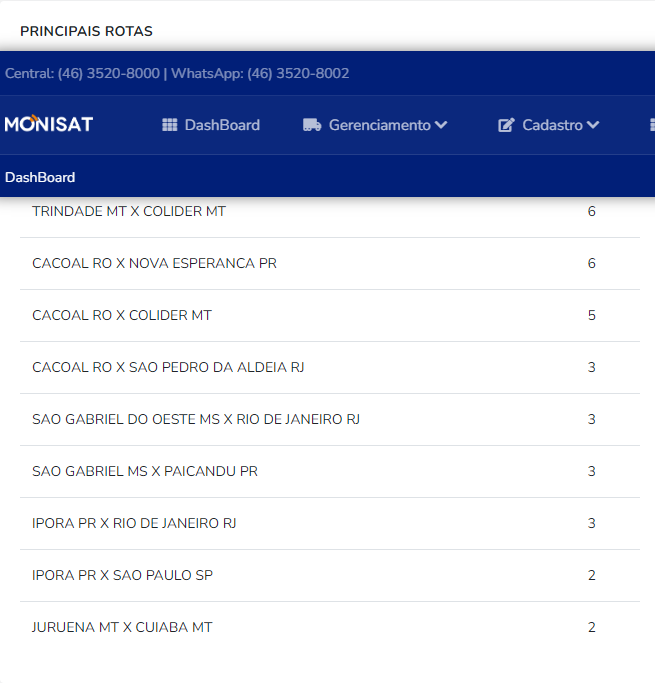 PRINCIPAIS ROTAS
Central: (46) 3520-8000 | WhatsApp: (46) 3520-8002
MONISAT DashBoard Gerenciamento Cadastro
DashBoard
TRINDADE MT X COLIDER MT 6
CACOAL RO X NOVA ESPERANCA PR 6
CACOAL RO X COLIDER MT 5
CACOAL RO X SAO PEDRO DA ALDEIA RJ 3
SAO GABRIEL DO OESTE MS X RIO DE JANEIRO RJ 3
SAO GABRIEL MS X PAICANDU PR 3
IPORA PR X RIO DE JANEIRO RJ 3
IPORA PR X SAO PAULO SP 2
JURUENA MT X CUIABA MT 2